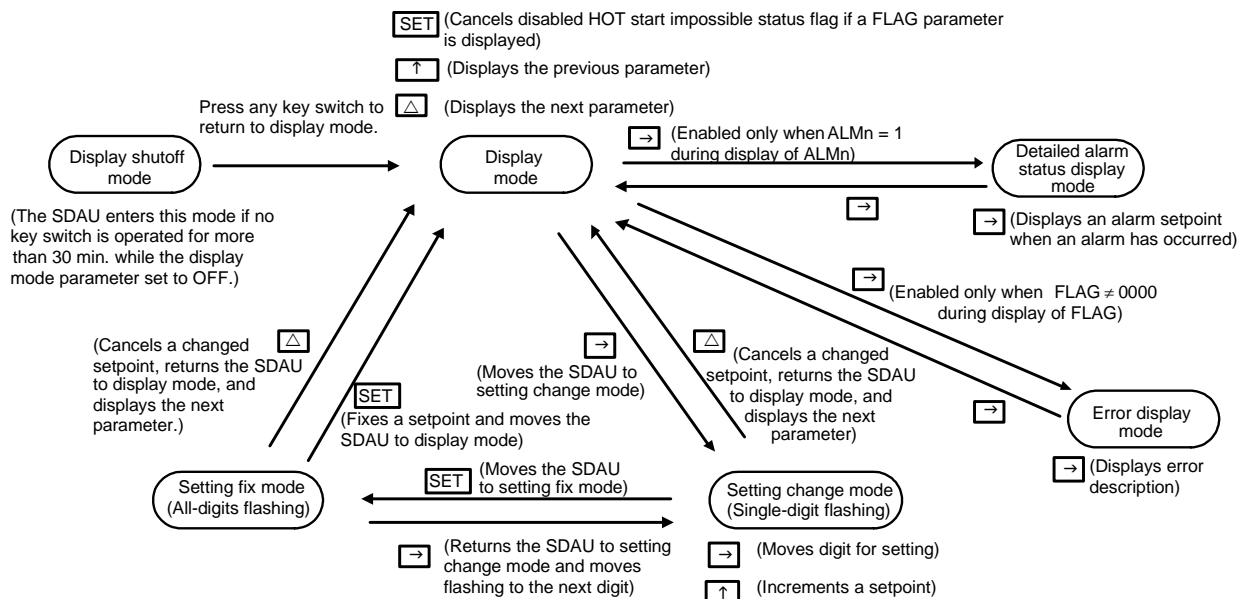 SET (Cancels disabled HOT start impossible status flag if a FLAG parameter
is displayed)
↑ (Displays the previous parameter)
Press any key switch to
return to display mode.
△ (Displays the next parameter)
Display shutoff
mode
Display
mode
→ (Enabled only when ALMn = 1
during display of ALMn)
Detailed alarm
status display
mode
→
(The SDAU enters this mode if no
key switch is operated for more
than 30 min. while the display
mode parameter set to OFF.)
→ (Displays an alarm setpoint
when an alarm has occurred)
→
(Enabled only when FLAG ≠ 0000
during display of FLAG)
△
(Cancels a changed
setpoint, returns the SDAU
to display mode, and
displays the next
parameter.)
SET
(Fixes a setpoint and moves the
SDAU to display mode)
→
(Moves the SDAU to
setting change mode)
△
(Cancels a changed
setpoint, returns the SDAU
to display mode, and
displays the next
parameter)
→
Error display
mode
→ (Displays error
description)
Setting fix mode
(All-digits flashing)
SET (Moves the SDAU
to setting fix mode)
Setting change mode
(Single-digit flashing)
→ (Returns the SDAU to setting
change mode and moves
flashing to the next digit)
→ (Moves digit for setting)
↑ (Increments a setpoint)